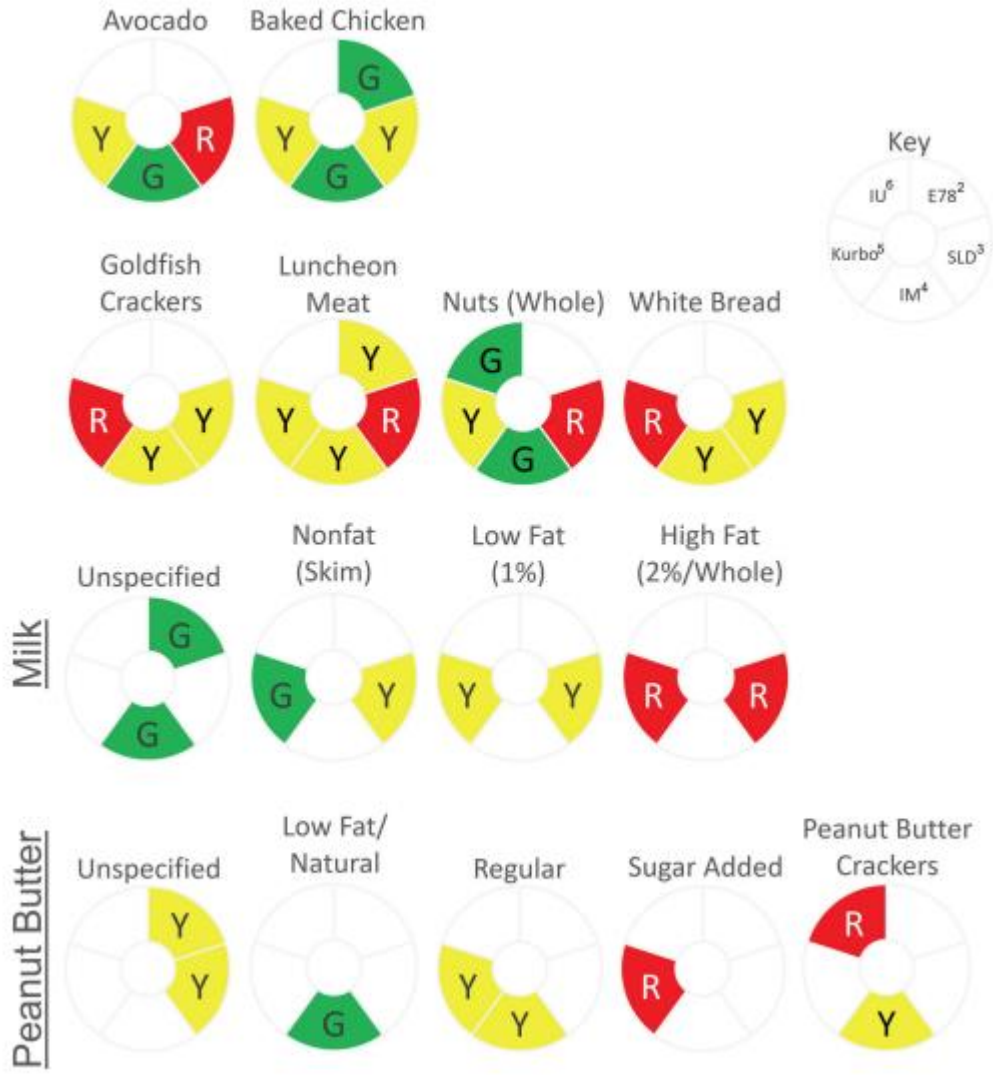 Avocado
Baked Chicken
G
Y
R
G
Y
Y
G
Key
IU⁶
E78²
Kurbo⁵
SLD³
IM⁴
Goldfish
Crackers
Luncheon
Meat
Nuts (Whole)
White Bread
R
Y
Y
Y
Y
R
Y
G
Y
R
G
R
Y
Y
Milk
Unspecified
Nonfat
(Skim)
Low Fat
(1%)
High Fat
(2%/Whole)
G
G
G
Y
Y
Y
R
R
Peanut Butter
Unspecified
Low Fat/
Natural
Regular
Sugar Added
Peanut Butter
Crackers
Y
Y
G
Y
Y
R
R
Y